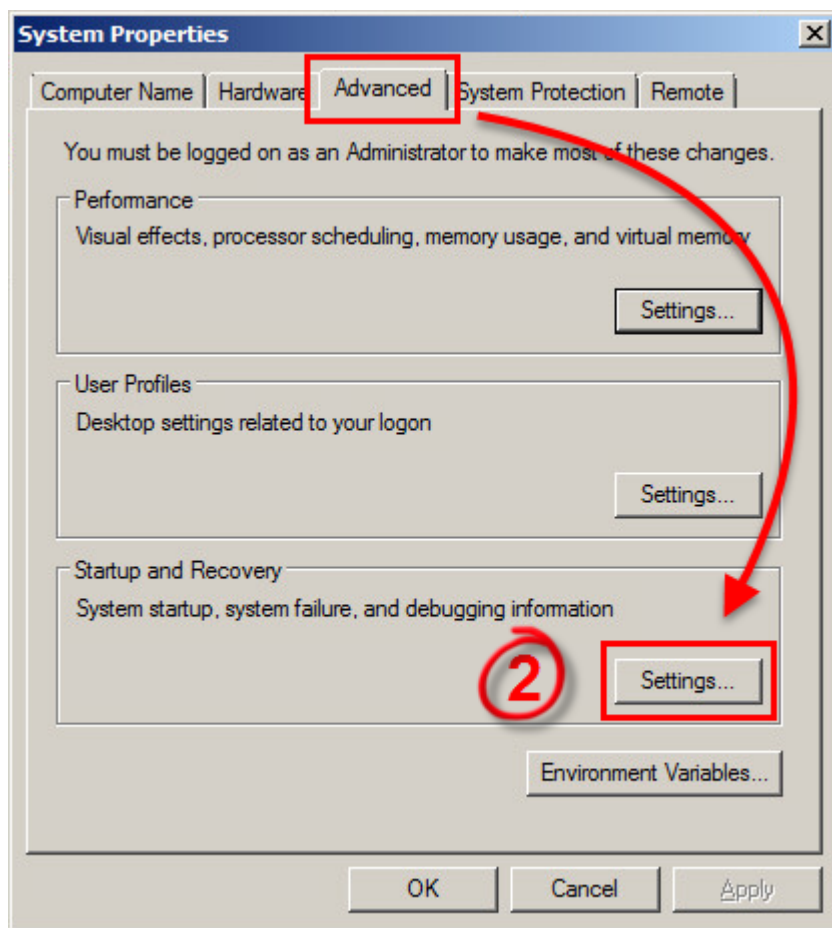 System Properties
Computer Name Hardware Advanced System Protection Remote
You must be logged on as an Administrator to make most of these changes.
Performance
Visual effects, processor scheduling, memory usage, and virtual memory
Settings...
User Profiles
Desktop settings related to your logon
Settings...
Startup and Recovery
System startup, system failure, and debugging information
2
Settings...
Environment Variables...
OK Cancel Apply